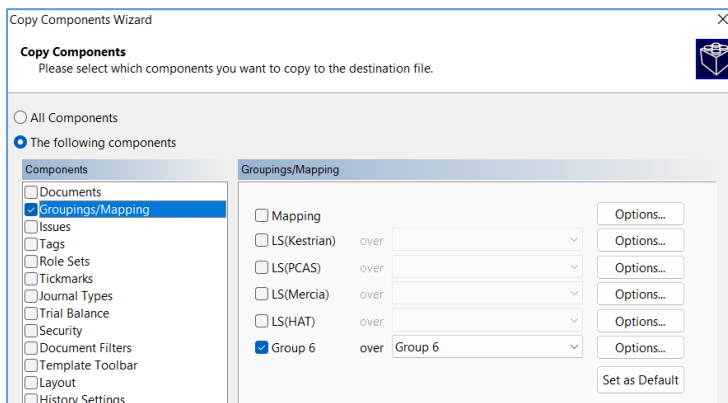 Copy Components Wizard
Copy Components
Please select which components you want to copy to the destination file.
All Components
The following components
Components
Documents
Groupings/Mapping
Issues
Tags
Role Sets
Tickmarks
Journal Types
Trial Balance
Security
Document Filters
Template Toolbar
Layout
History Settings
Groupings/Mapping
Mapping Options...
LS(Kestrian) over Options...
LS(PCAS) over Options...
LS(Mercia) over Options...
LS(HAT) over Options...
Group 6 over Group 6 Options...
Set as Default